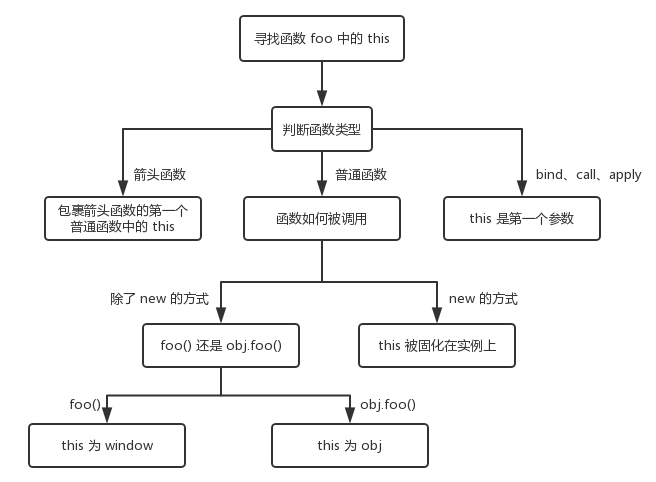 寻找函数 foo 中的 this
判断函数类型
箭头函数
普通函数
bind、call、apply
包裹箭头函数的第一个
普通函数中的 this
函数如何被调用
this 是第一个参数
除了 new 的方式
new 的方式
foo() 还是 obj.foo()
this 被固化在实例上
foo()
obj.foo()
this 为 window
this 为 obj